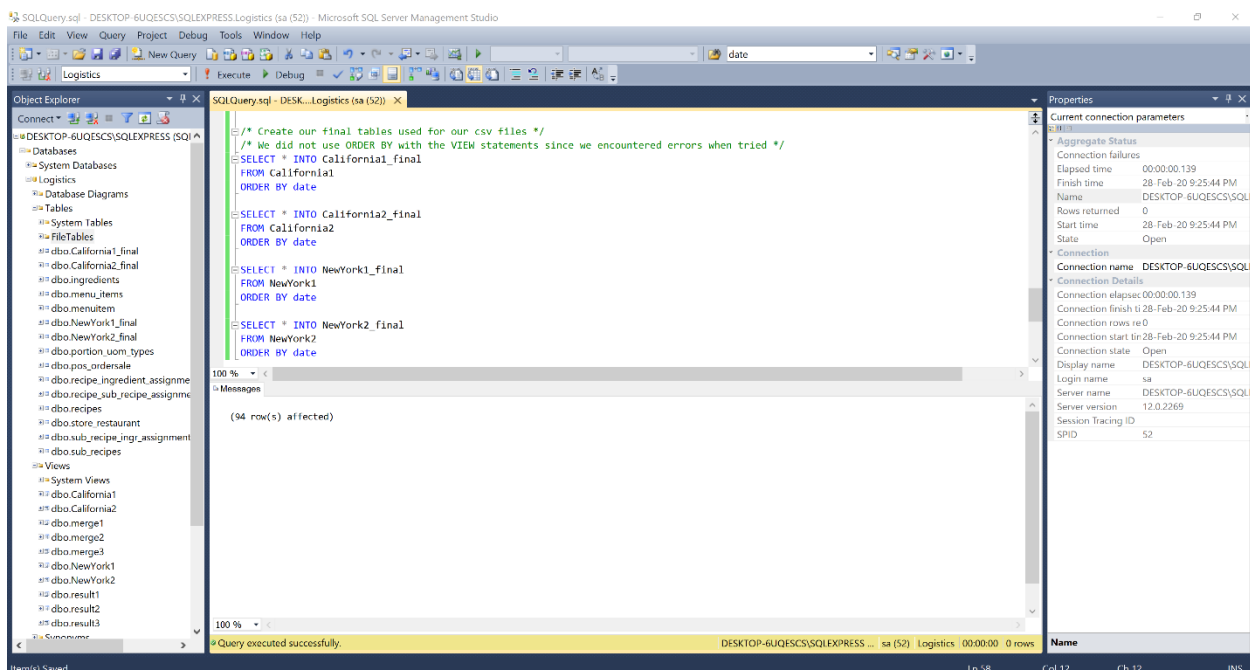 SQLQuery.sql - DESKTOP-6UQESCS\SQLEXPRESS.Logistics (sa (52)) - Microsoft SQL Server Management Studio
File Edit View Query Project Debug Tools Window Help
New Query date
Logistics Execute Debug
Object Explorer
Connect
DESKTOP-6UQESCS\SQLEXPRESS (SQL
Databases
System Databases
Logistics
Database Diagrams
Tables
System Tables
FileTables
dbo.California1_final
dbo.California2_final
dbo.ingredients
dbo.menu_items
dbo.menuitem
dbo.NewYork1_final
dbo.NewYork2_final
dbo.portion_uom_types
dbo.pos_ordersale
dbo.recipe_ingredient_assignme
dbo.recipe_sub_recipe_assignme
dbo.recipes
dbo.store_restaurant
dbo.sub_recipe_ingr_assignment
dbo.sub_recipes
Views
System Views
dbo.California1
dbo.California2
dbo.merge1
dbo.merge2
dbo.merge3
dbo.NewYork1
dbo.NewYork2
dbo.result1
dbo.result2
dbo.result3
Synonyms
SQLQuery.sql - DESK....Logistics (sa (52))
/* Create our final tables used for our csv files */
/* We did not use ORDER BY with the VIEW statements since we encountered errors when tried */
SELECT * INTO California1_final
FROM California1
ORDER BY date
SELECT * INTO California2_final
FROM California2
ORDER BY date
SELECT * INTO NewYork1_final
FROM NewYork1
ORDER BY date
SELECT * INTO NewYork2_final
FROM NewYork2
ORDER BY date
100 %
Messages
(94 row(s) affected)
100 %
Query executed successfully. DESKTOP-6UQESCS\SQLEXPRESS ... sa (52) Logistics 00:00:00 0 rows
Properties
Current connection parameters
Aggregate Status
Connection failures
Elapsed time 00:00:00.139
Finish time 28-Feb-20 9:25:44 PM
Name DESKTOP-6UQESCS\SQL
Rows returned 0
Start time 28-Feb-20 9:25:44 PM
State Open
Connection
Connection name DESKTOP-6UQESCS\SQL
Connection Details
Connection elapsec 00:00:00.139
Connection finish ti 28-Feb-20 9:25:44 PM
Connection rows re 0
Connection start tir 28-Feb-20 9:25:44 PM
Connection state Open
Display name DESKTOP-6UQESCS\SQL
Login name sa
Server name DESKTOP-6UQESCS\SQL
Server version 12.0.2269
Session Tracing ID
SPID 52
Name
Item(s) Saved Ln 58 Col 12 Ch 12 INS